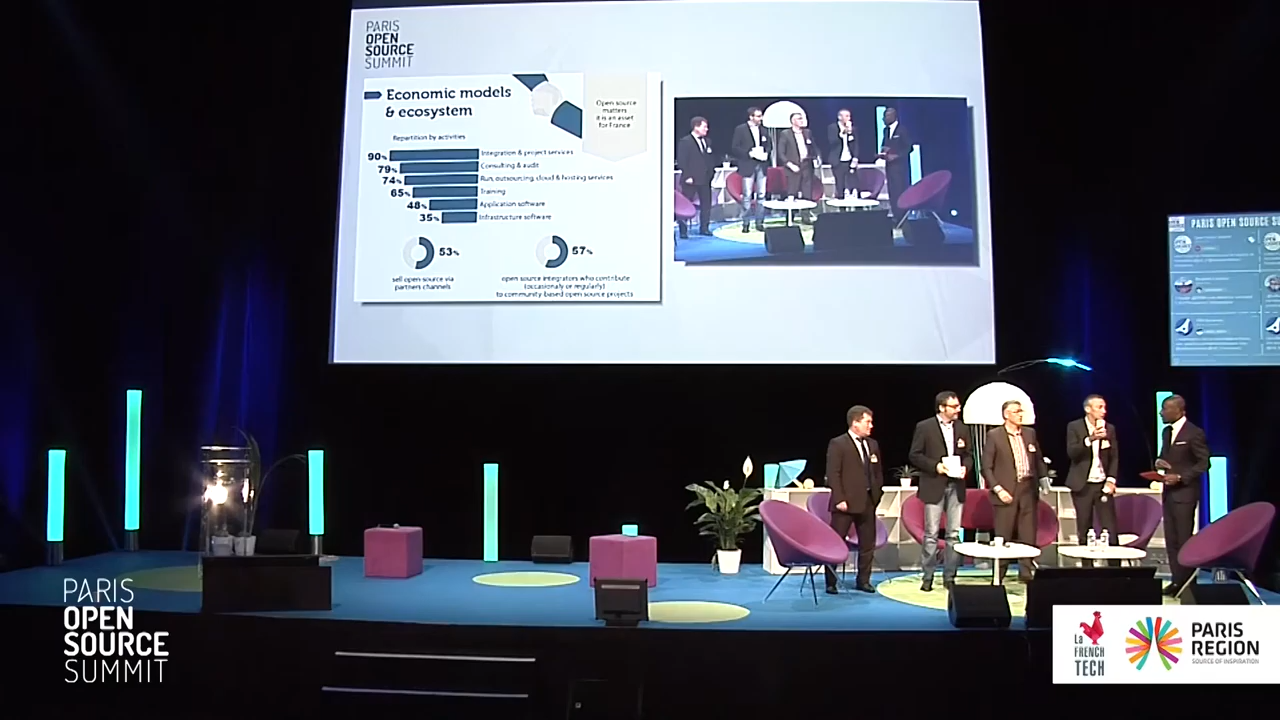 PARIS
OPEN
SOURCE
SUMMIT
Economic models
& ecosystem
Open source
matters
it is an asset
for France
Repartition by activities
90% Integration & project services
79% Consulting & audit
74% Run, outsourcing, cloud & hosting services
65% Training
48% Application software
35% Infrastructure software
53%
sell open source via
partners channels
57%
open source integrators who contribute
(occasionaly or regularly)
to community based open source projects
PARIS OPEN SOURCE
PARIS
OPEN
SOURCE
SUMMIT
La
FRENCH
TECH
PARIS
REGION
SOURCE OF INSPIRATION